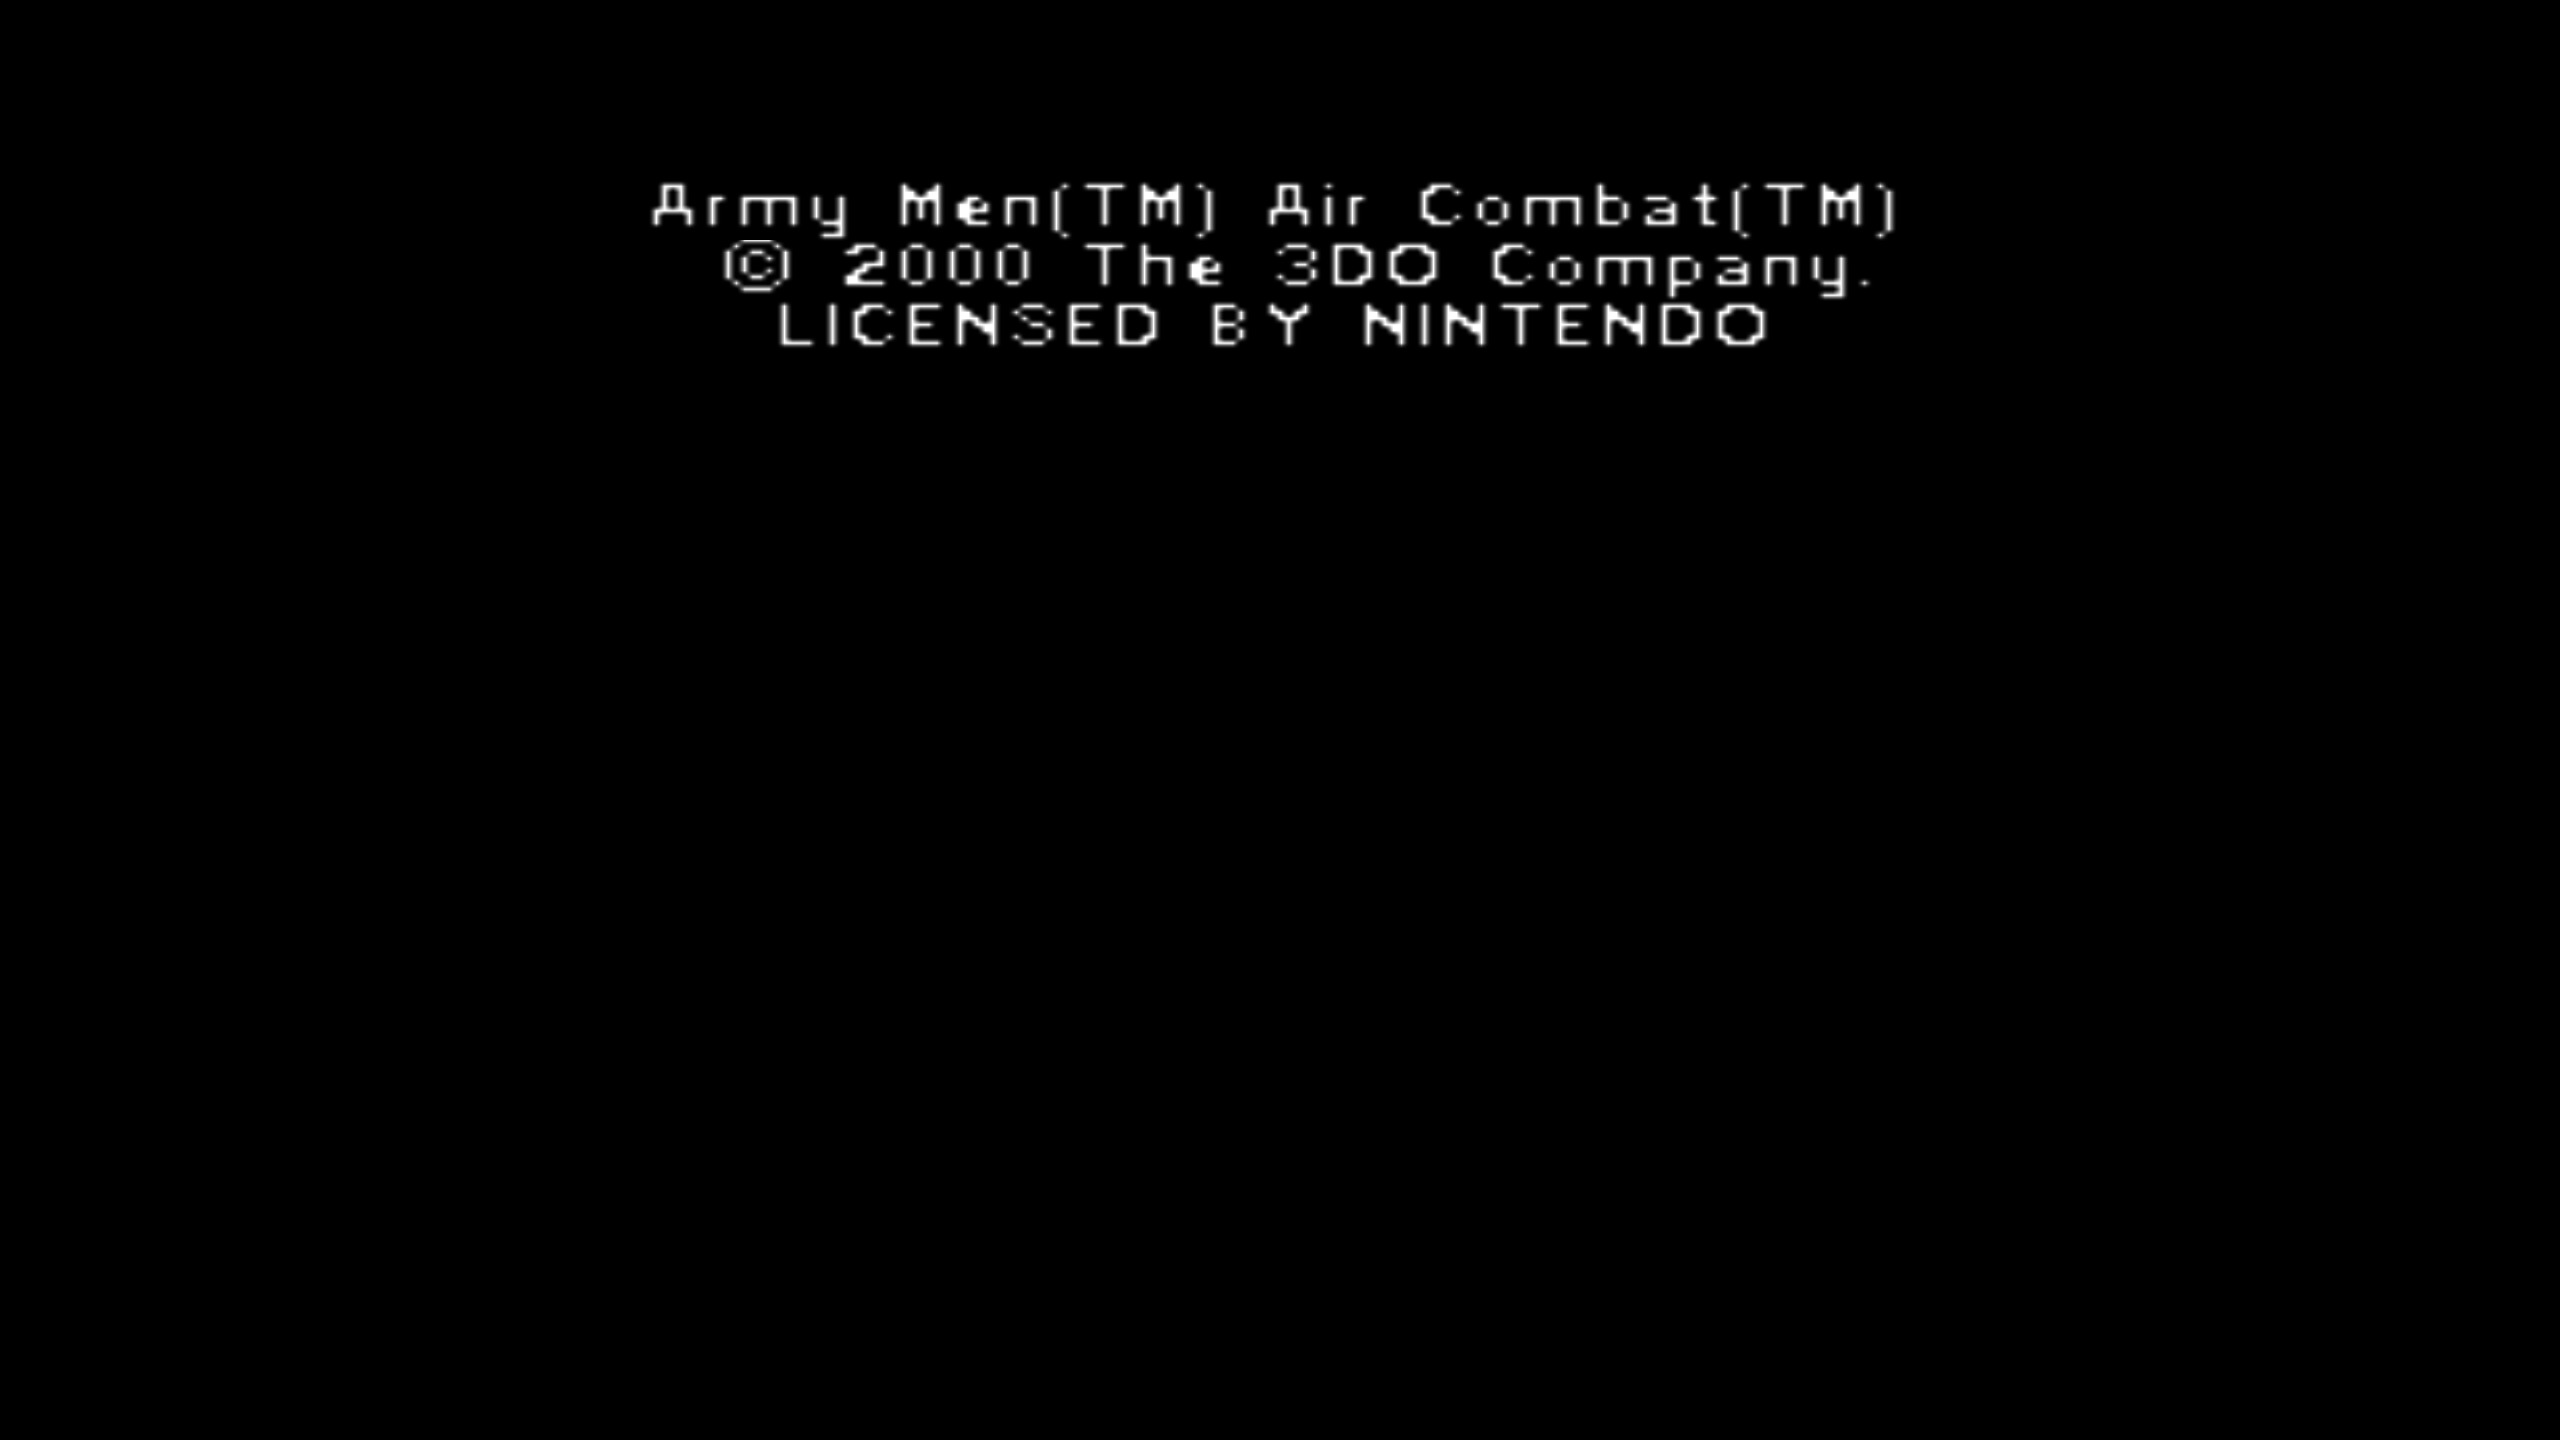 Army Men(TM) Air Combat(TM)
© 2000 The 3DO Company.
LICENSED BY NINTENDO